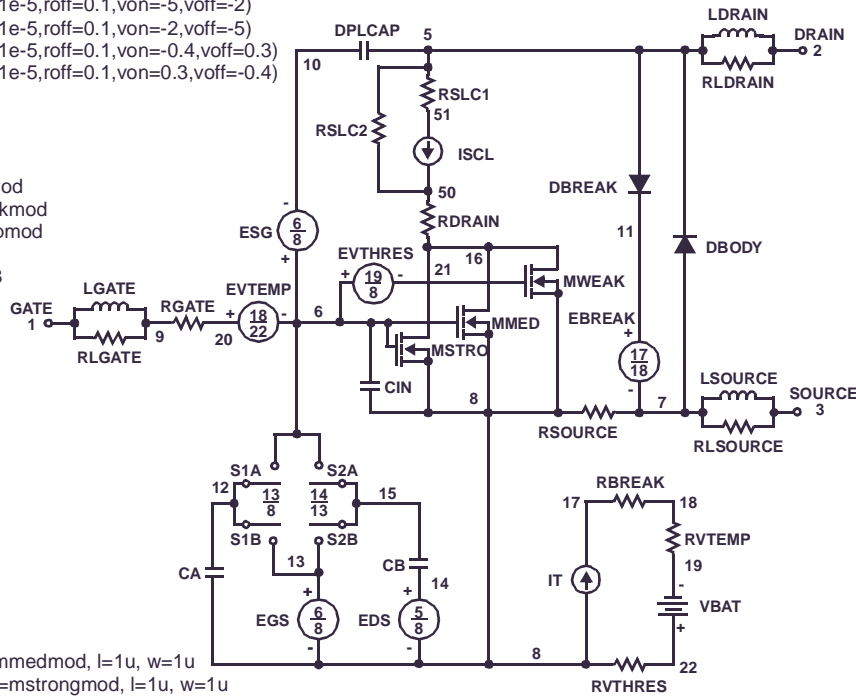 1e-5,roff=0.1,von=-5,voff=-2)
1e-5,roff=0.1,von=-2,voff=-5)
1e-5,roff=0.1,von=-0.4,voff=0.3)
1e-5,roff=0.1,von=0.3,voff=-0.4)
LDRAIN
DPLCAP
5
DRAIN
2
10
RLDRAIN
RSLC1
51
RSLC2
ISCL
od
kmod
omod
DBREAK
50
-
RDRAIN
ESG
6
8
+
11
DBODY
EVTHRES
16
21
+
19
8
-
MWEAK
LGATE
EVTEMP
GATE
1
RGATE
+
18
22
-
6
EBREAK
MMED
9
20
MSTRO
+
17
18
-
RLGATE
CIN
LSOURCE
8
7
SOURCE
3
RSOURCE
RLSOURCE
S1A
S2A
12
13
8
14
13
15
RBREAK
17
18
S1B
S2B
RVTEMP
13
CB
19
CA
14
IT
-
+
+
VBAT
EGS
6
8
EDS
5
8
+
-
-
8
22
mmedmod, l=1u, w=1u
=mstrongmod, l=1u, w=1u
RVTHRES